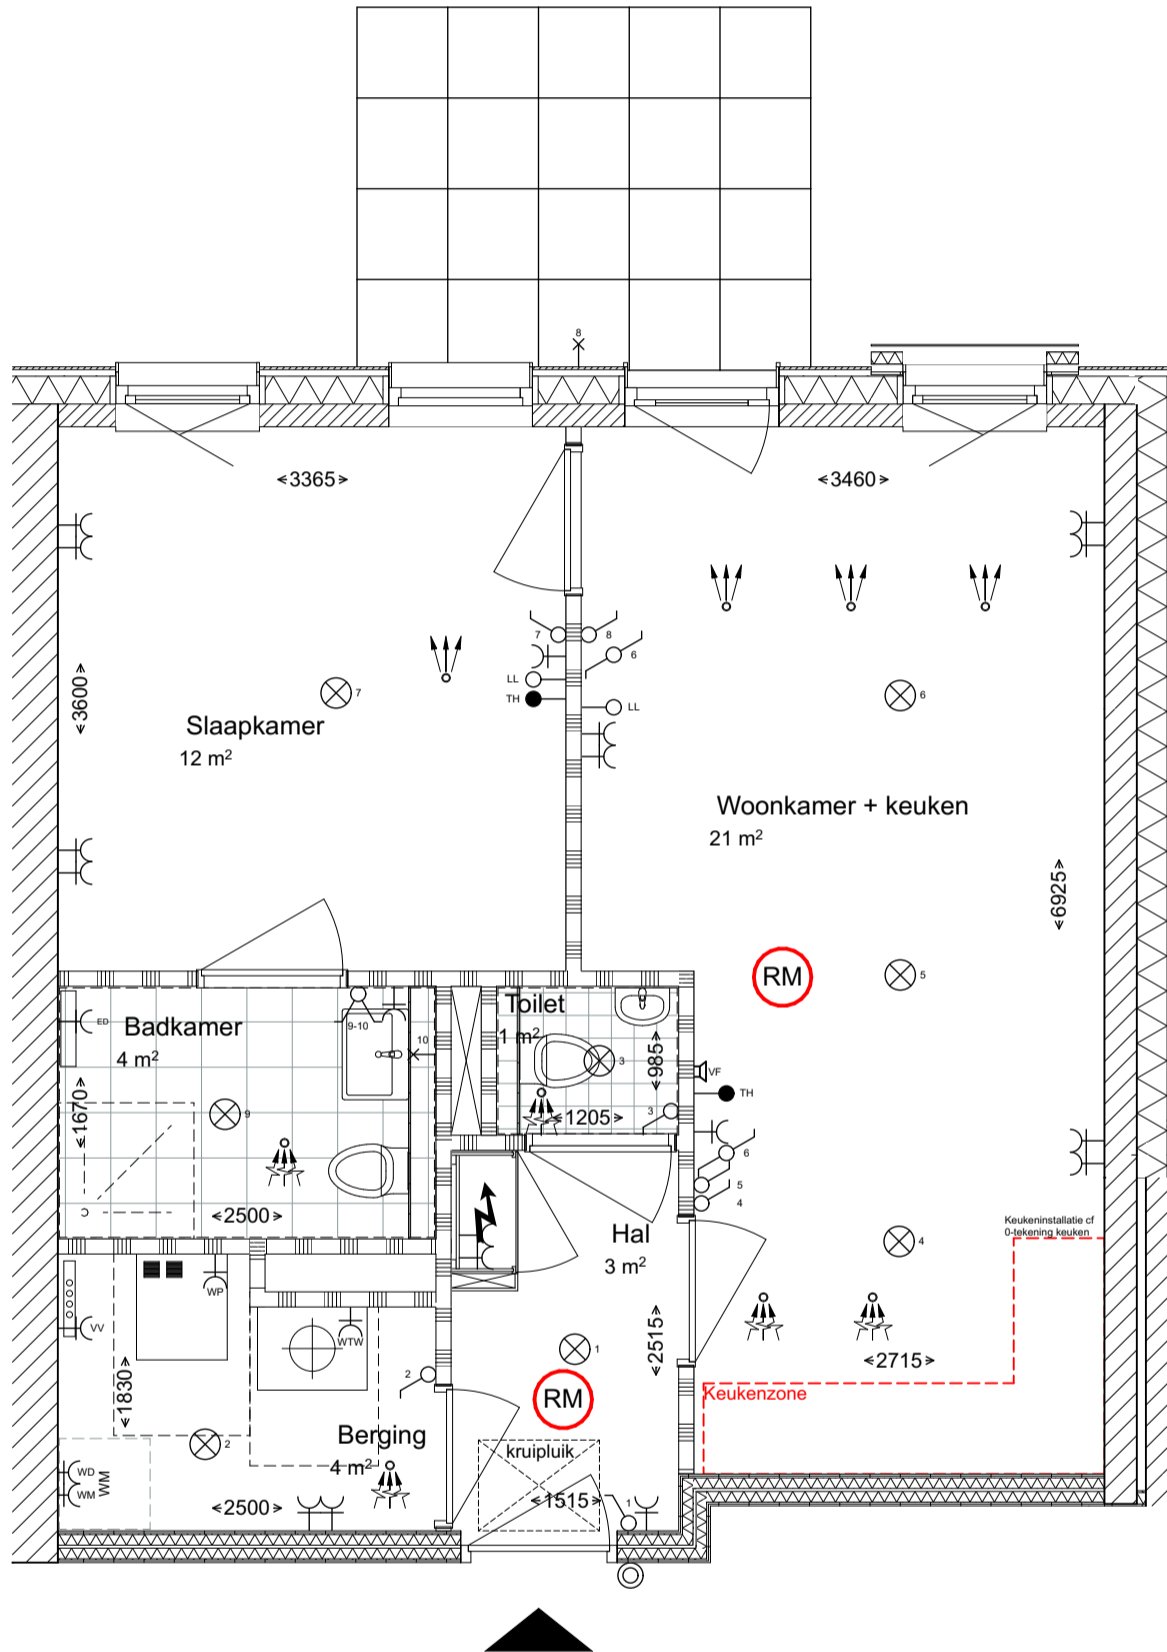 8
3365
3460
7
8
6
LL
TH
LL
7
6
3600
Slaapkamer
12 m²
Woonkamer + keuken
21 m²
6925
RM
5
ED
Badkamer
4 m²
9-10
10
Toilet
1 m²
3
985
VF
TH
1670
9
1205
3
6
5
4
2500
Hal
3 m²
4
Keukeninstallatie cf
0-tekening keuken
WP
VV
WTW
1
2515
2715
2
1830
RM
Keukenzone
Berging
4 m²
2
kruipluik
WD
WM
WM
2500
1515
1